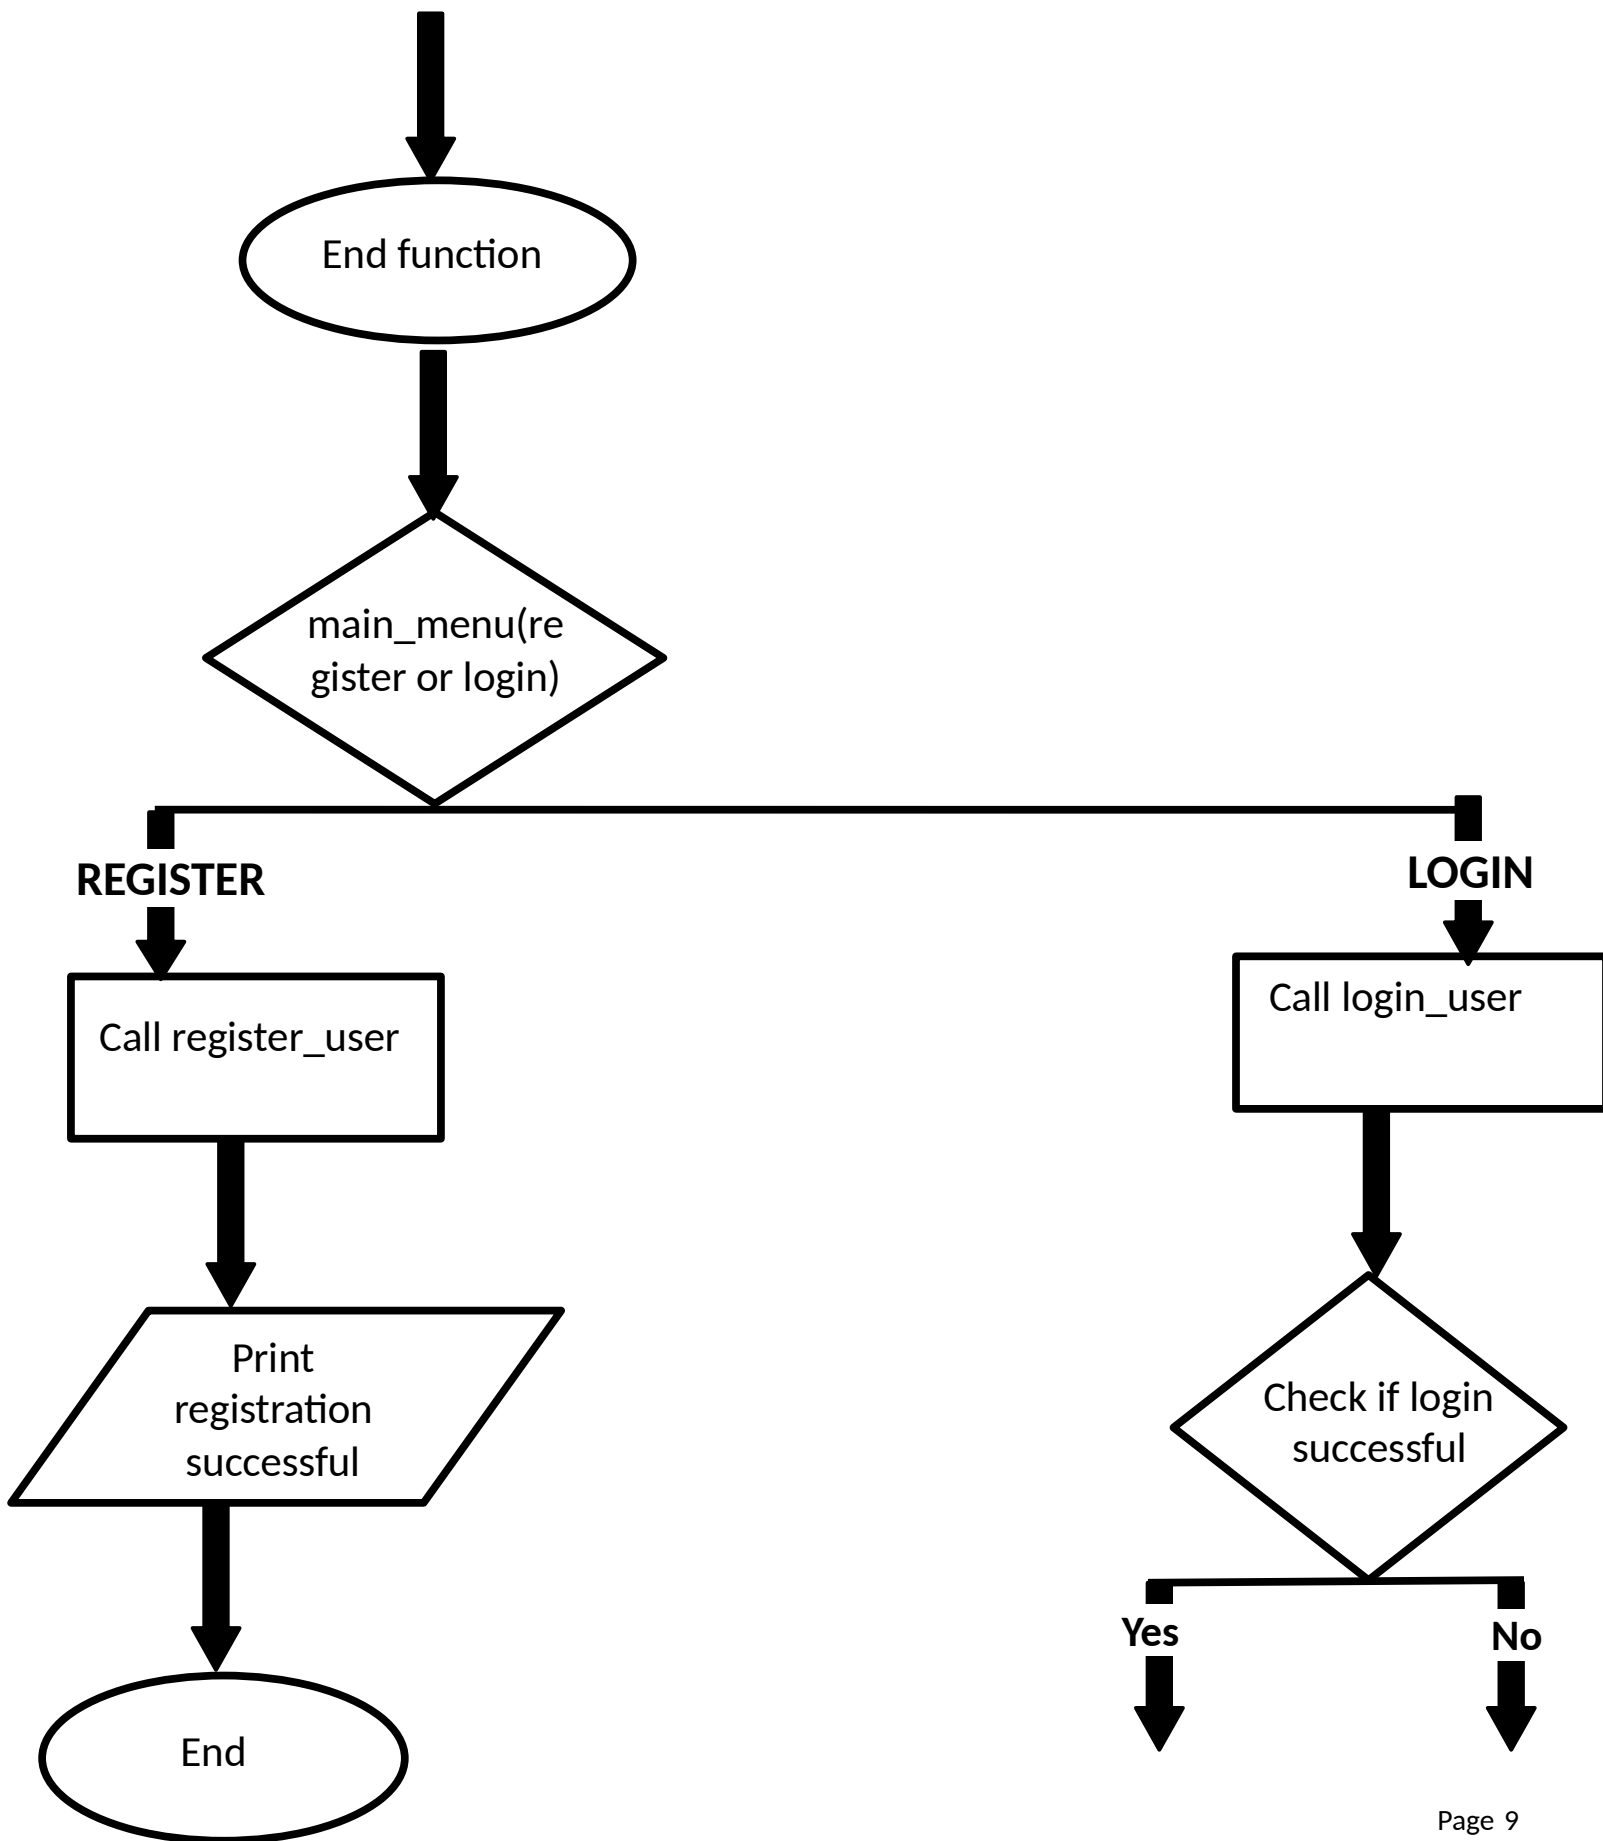 End function
main_menu(re
gister or login)
REGISTER
LOGIN
Call register_user
Call login_user
Print
registration
successful
Check if login
successful
Yes
No
End
Page 9